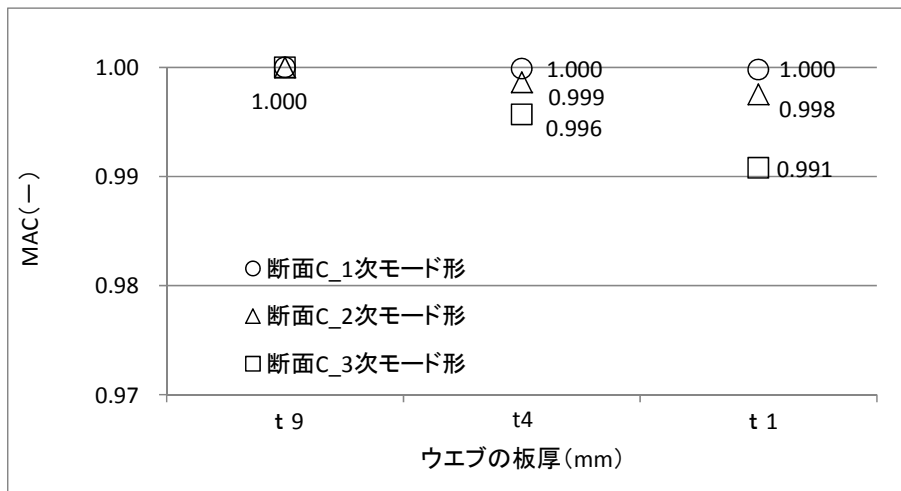 1.00
0.99
0.98
0.97
MAC(ー)
1.000
1.000
0.999
0.996
1.000
0.998
0.991
○断面C_1次モード形
△断面C_2次モード形
□断面C_3次モード形
t 9
t4
t 1
ウエブの板厚(mm)